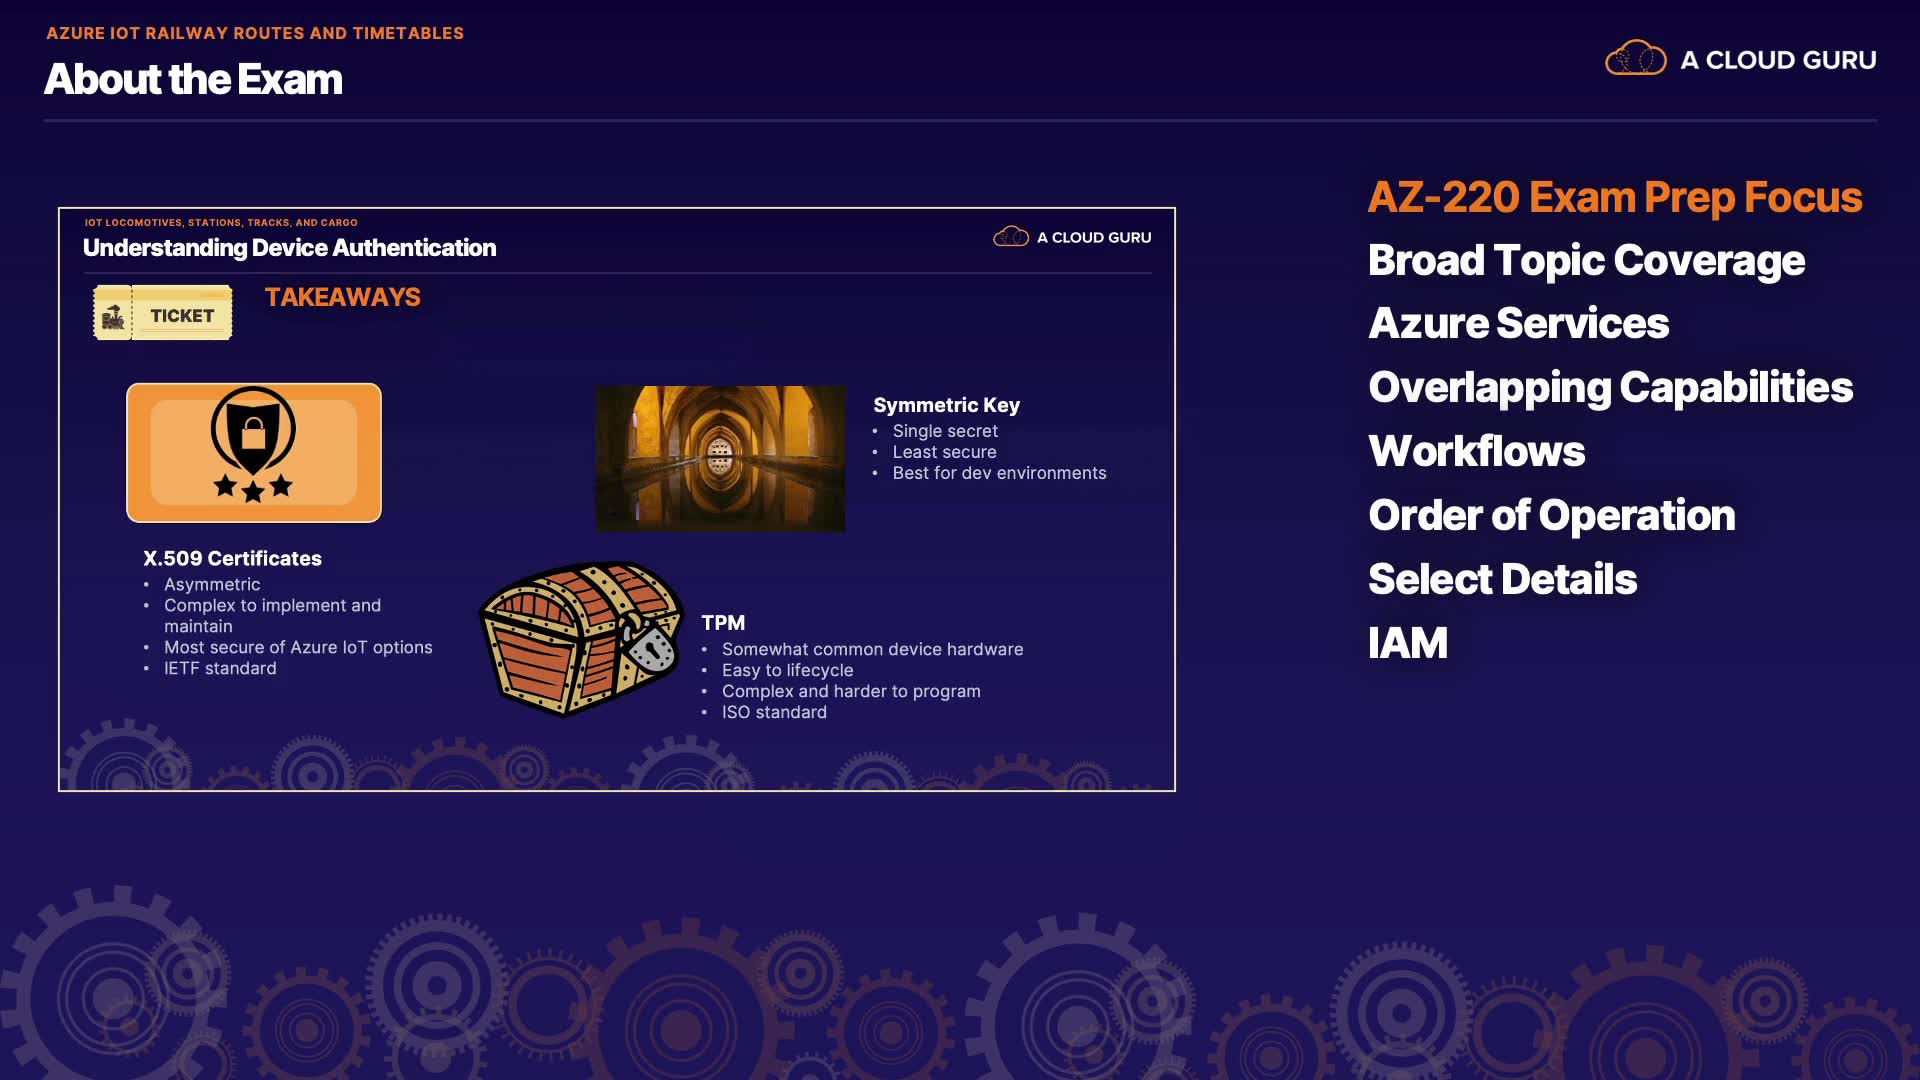 AZURE IOT RAILWAY ROUTES AND TIMETABLES
About the Exam
A CLOUD GURU
IOT LOCOMOTIVES, STATIONS, TRACKS, AND CARGO
Understanding Device Authentication
A CLOUD GURU
TICKET
TAKEAWAYS
Symmetric Key
• Single secret
• Least secure
• Best for dev environments
X.509 Certificates
• Asymmetric
• Complex to implement and
maintain
• Most secure of Azure IoT options
• IETF standard
TPM
• Somewhat common device hardware
• Easy to lifecycle
• Complex and harder to program
• ISO standard
AZ-220 Exam Prep Focus
Broad Topic Coverage
Azure Services
Overlapping Capabilities
Workflows
Order of Operation
Select Details
IAM